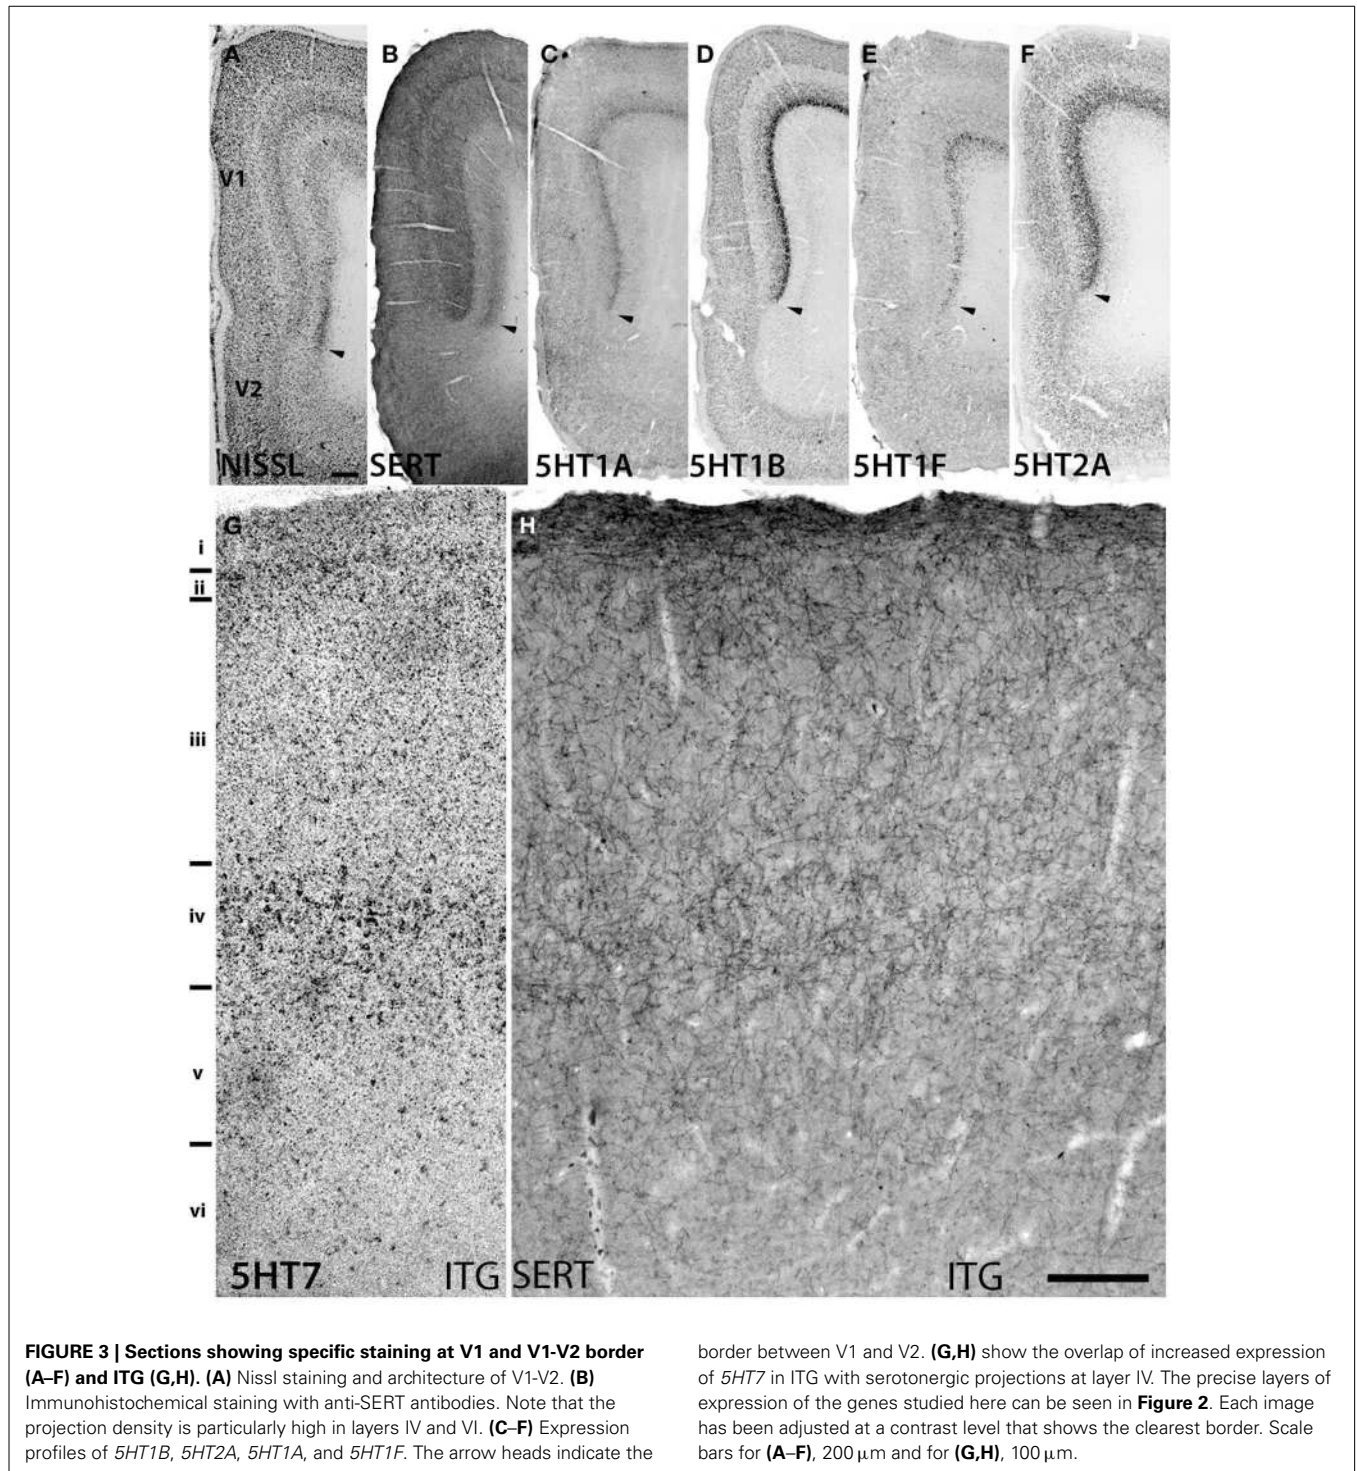 A B C D E F
V1
V2
NISSL SERT 5HT1A 5HT1B 5HT1F 5HT2A
G H
i
ii
iii
iv
v
vi
5HT7 ITG SERT ITG
FIGURE 3 | Sections showing specific staining at V1 and V1-V2 border
(A–F) and ITG (G,H). (A) Nissl staining and architecture of V1-V2. (B)
Immunohistochemical staining with anti-SERT antibodies. Note that the
projection density is particularly high in layers IV and VI. (C–F) Expression
profiles of 5HT1B, 5HT2A, 5HT1A, and 5HT1F. The arrow heads indicate the
border between V1 and V2. (G,H) show the overlap of increased expression
of 5HT7 in ITG with serotonergic projections at layer IV. The precise layers of
expression of the genes studied here can be seen in Figure 2. Each image
has been adjusted at a contrast level that shows the clearest border. Scale
bars for (A–F), 200 μm and for (G,H), 100 μm.